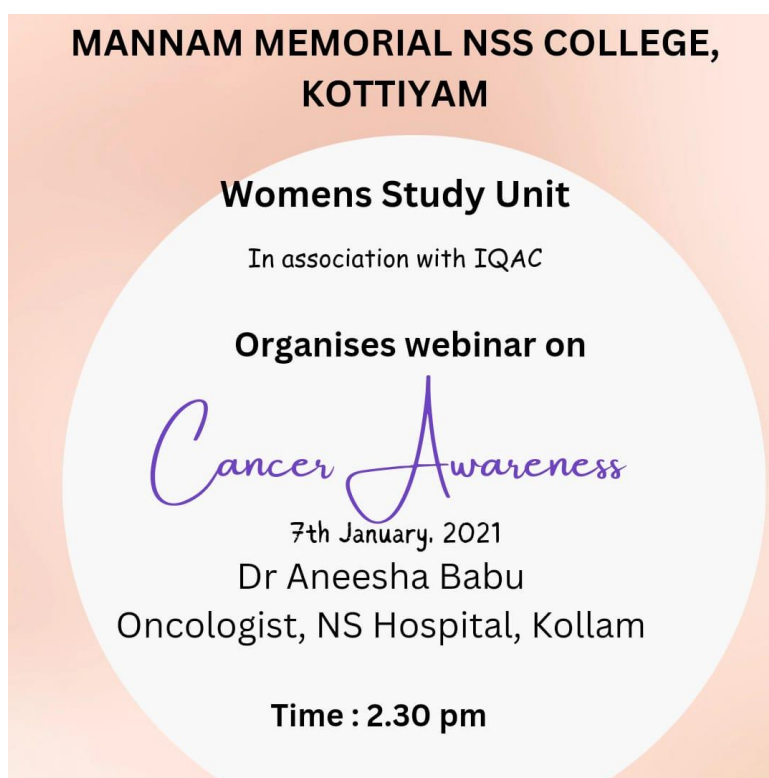 MANNAM MEMORIAL NSS COLLEGE,
KOTTIYAM
Womens Study Unit
In association with IQAC
Organises webinar on
Cancer Awareness
7th January, 2021
Dr Aneesha Babu
Oncologist, NS Hospital, Kollam
Time : 2.30 pm